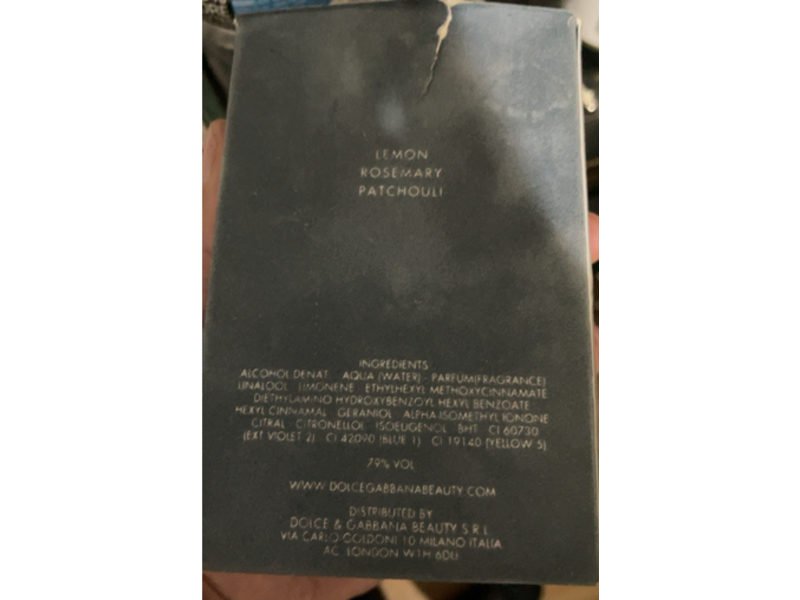 LEMON
ROSEMARY
PATCHOULI
INGREDIENTS
ALCOHOL DENAT. AQUA (WATER) - PARFUM(FRAGRANCE)
LINALOOL LIMONENE ETHYLHEXYL METHOXYCINNAMATE
DIETHYLAMINO HYDROXYBENZOYL HEXYL BENZOATE
HEXYL CINNAMAL GERANIOL ALPHA-ISOMETHYL IONONE
CITRAL CITRONELLOL ISOEUGENOL BHT CI 60730
(EXT. VIOLET 2) CI 42090 (BLUE 1) CI 19140 (YELLOW 5)
79% VOL
WWW.DOLCEGABBANABEAUTY.COM
DISTRIBUTED BY
DOLCE & GABBANA BEAUTY S.R.L.
VIA CARLO GOLDONI 10 MILANO ITALIA
AC. LONDON W1H 6DU